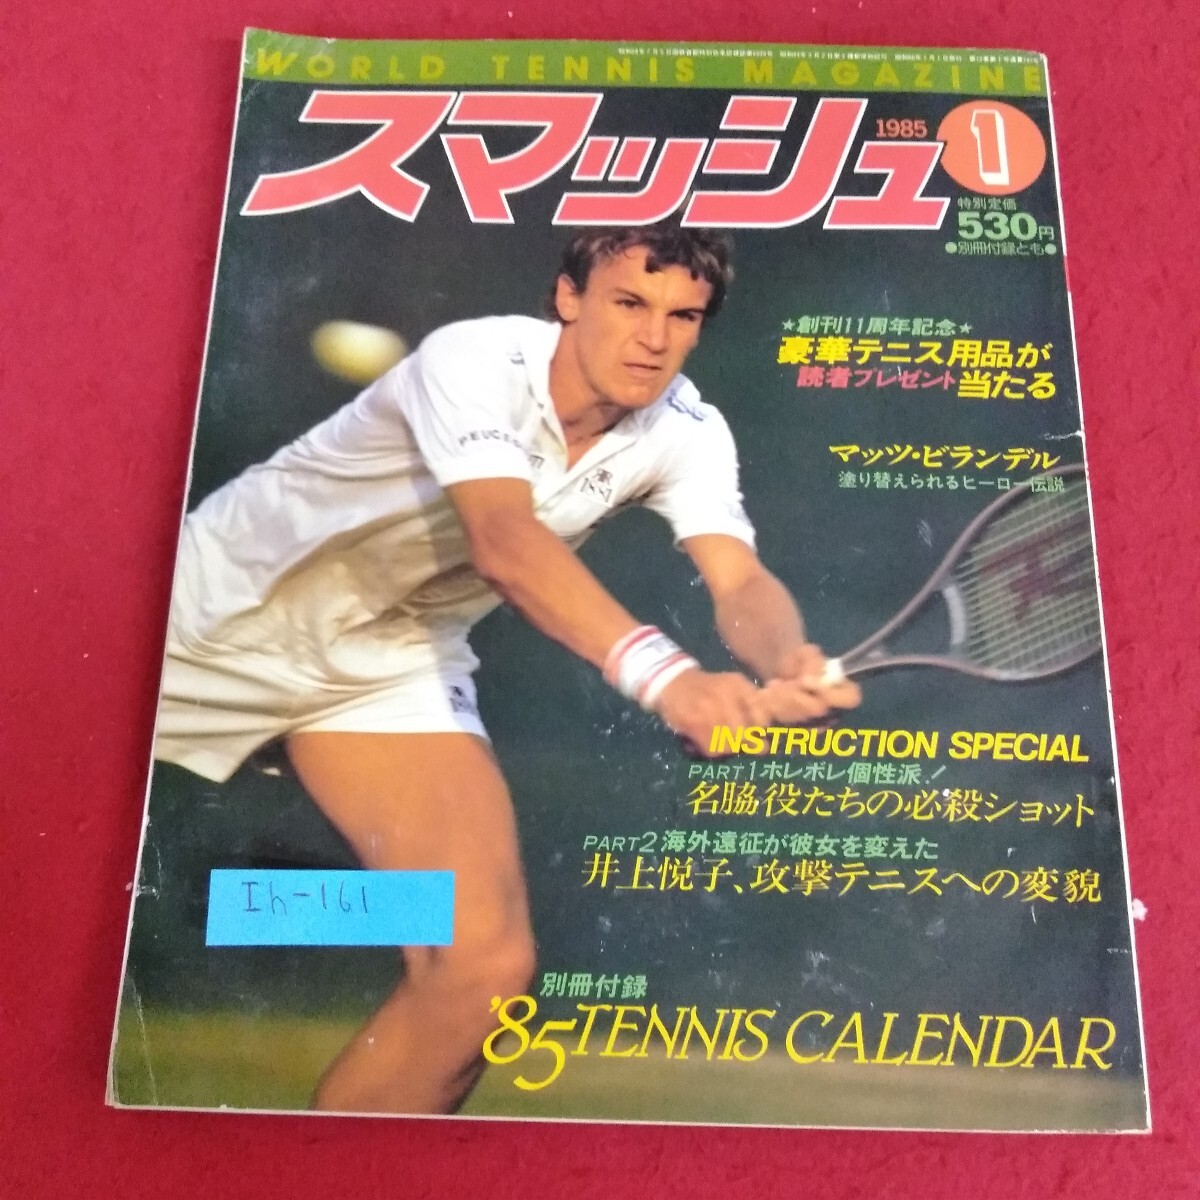 WORLD TENNIS MAGAZINE
スマッシュ
1985
1
特別定価
530円
●別冊付録とも●
★創刊11周年記念★
豪華テニス用品が
読者プレゼント当たる
マッツ・ビランデル
塗り替えられるヒーロー伝説
INSTRUCTION SPECIAL
PART1ホレボレ個性派!
名脇役たちの必殺ショット
PART2海外遠征が彼女を変えた
井上悦子、攻撃テニスへの変貌
Ih-161
別冊付録
'85 TENNIS CALENDAR